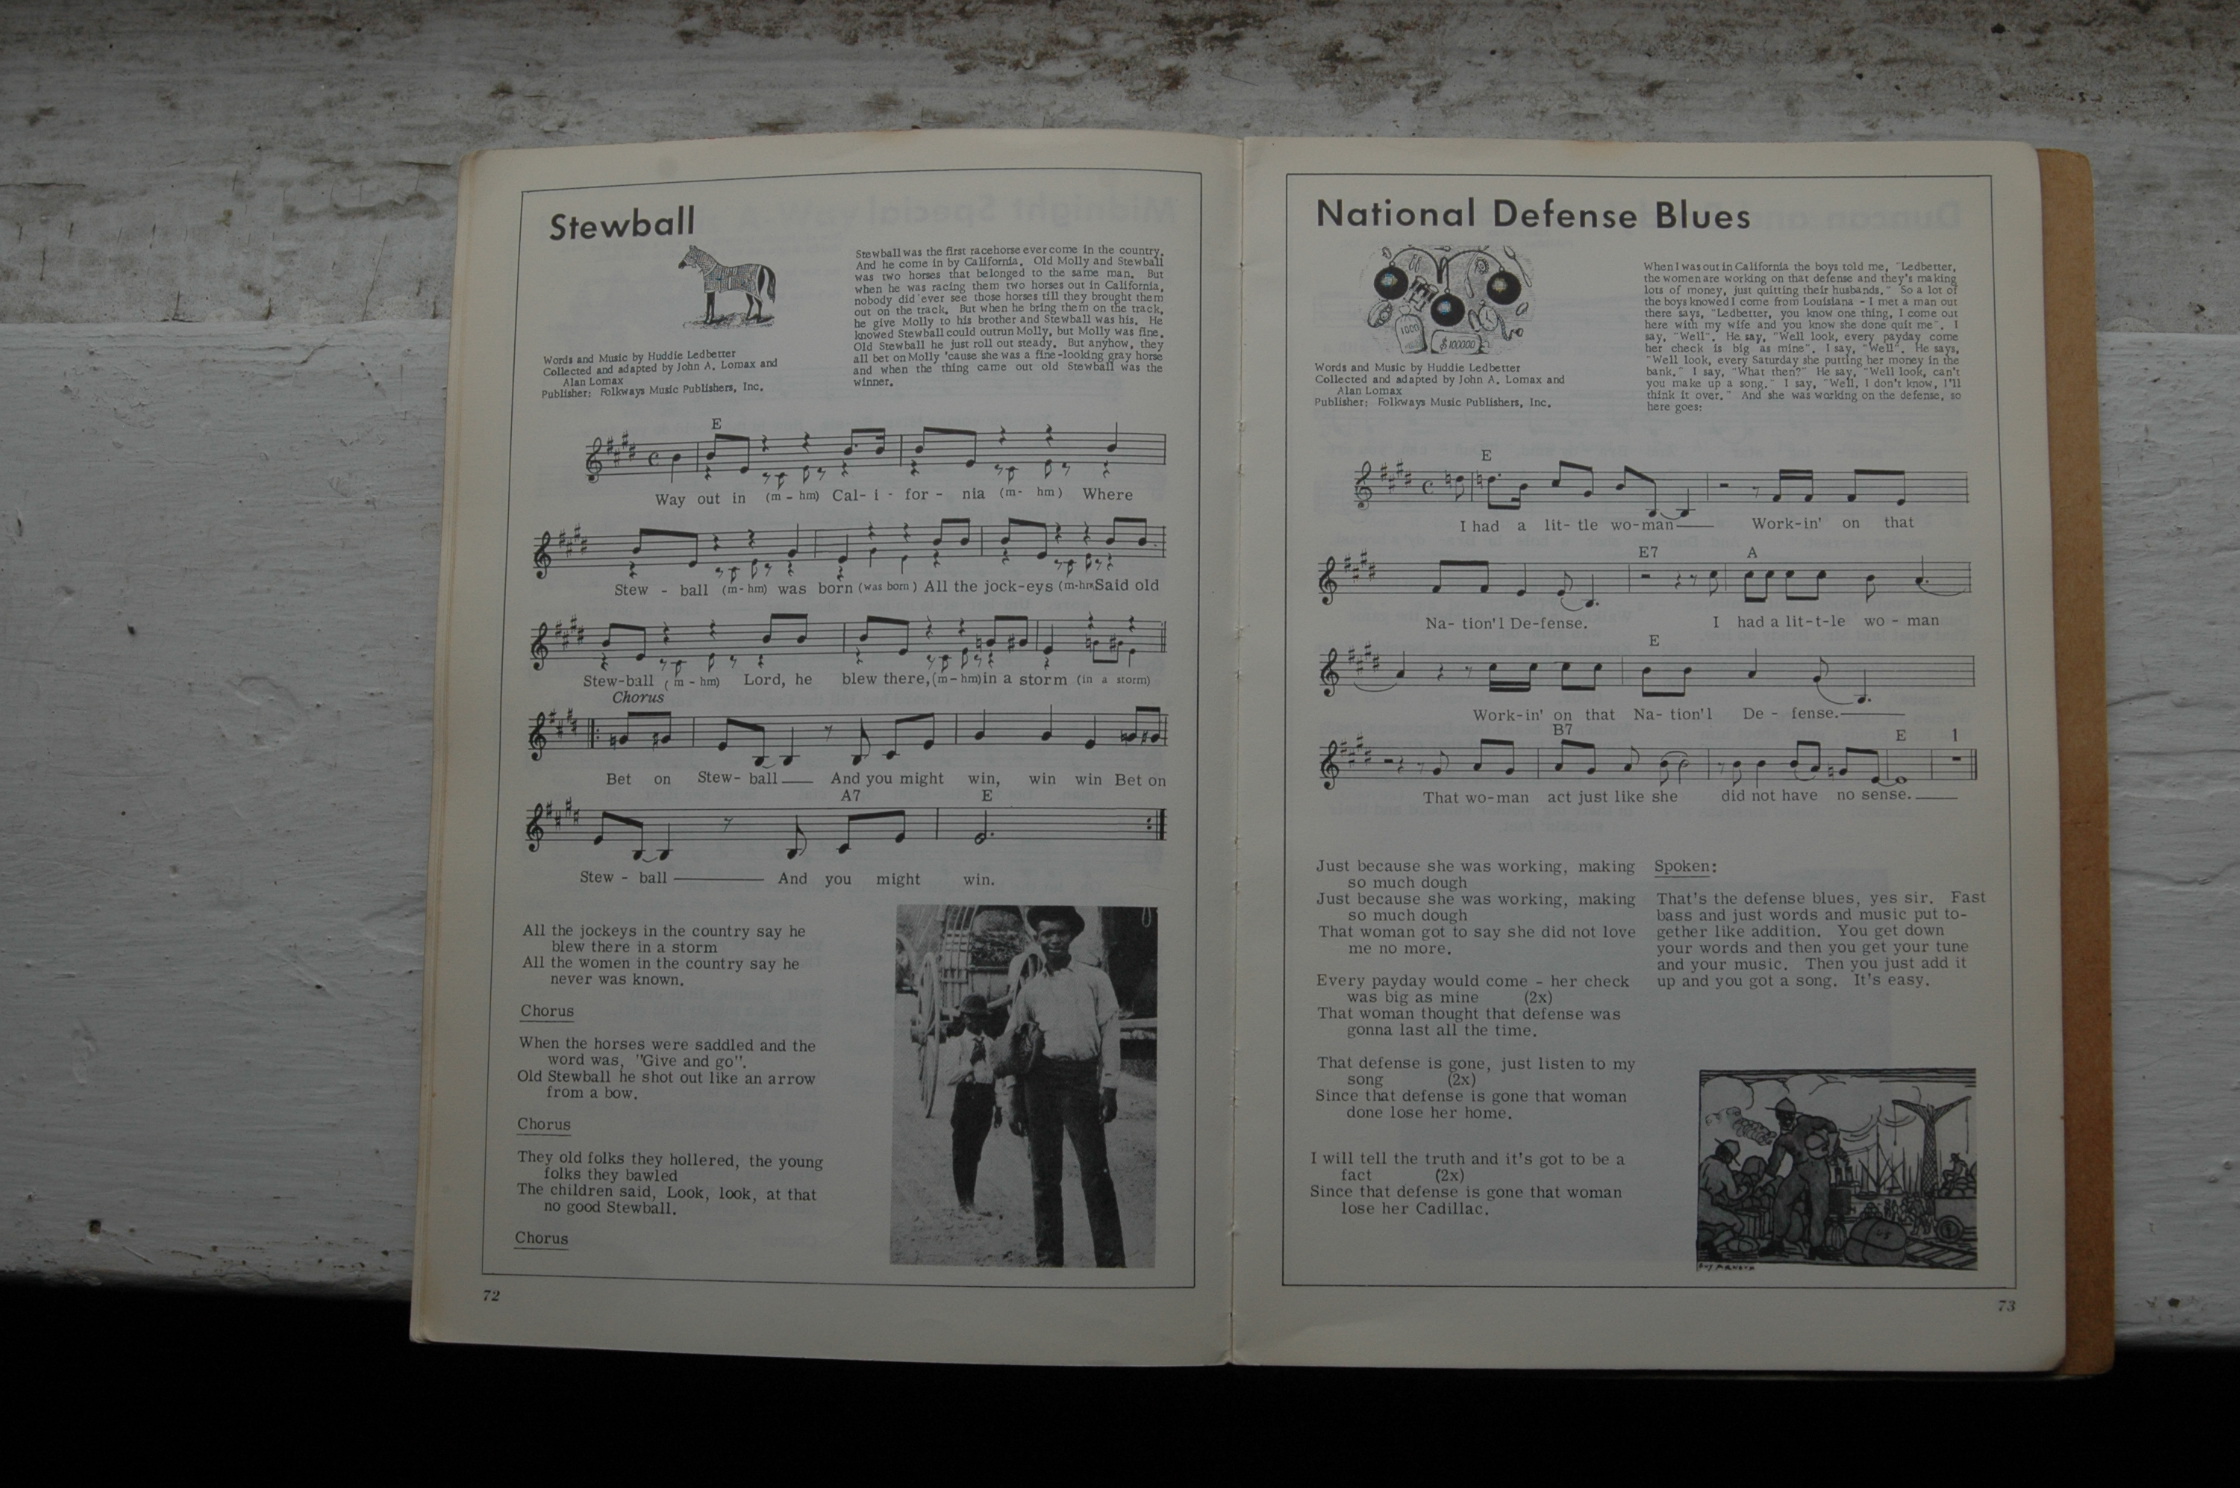 Stewball
Stewball was the first racehorse ever come in the country.
And he come in by California. Old Molly and Stewball
was two horses that belonged to the same man. But
when he was racing them two horses out in California,
nobody did ever see those horses till they brought them
out on the track. But when he bring them on the track,
he give Molly to his brother and Stewball was his. He
knowed Stewball could outrun Molly, but Molly was fine.
Old Stewball he just roll out steady. But anyhow, they
all bet on Molly 'cause she was a fine-looking gray horse
and when the thing came out old Stewball was the
winner.
Words and Music by Huddie Ledbetter
Collected and adapted by John A. Lomax and
Alan Lomax
Publisher: Folkways Music Publishers, Inc.
E
Way out in (m - hm) Cal- i - for - nia (m- hm) Where
Stew - ball (m-hm) was born (was born) All the jock-eys (m-hm Said old
Stew-ball (m - hm) Lord, he blew there, (m-hm) in a storm (in a storm)
Chorus
Bet on Stew- ball And you might win, win win Bet on
A7 E
Stew - ball And you might win.
All the jockeys in the country say he
blew there in a storm
All the women in the country say he
never was known.
Chorus
When the horses were saddled and the
word was, "Give and go".
Old Stewball he shot out like an arrow
from a bow.
Chorus
They old folks they hollered, the young
folks they bawled
The children said, Look, look, at that
no good Stewball.
Chorus
72
National Defense Blues
1000
$100000
When I was out in California the boys told me, "Ledbetter,
the women are working on that defense and they's making
lots of money, just quitting their husbands." So a lot of
the boys knowed I come from Louisiana - I met a man out
there says, "Ledbetter, you know one thing, I come out
here with my wife and you know she done quit me". I
say, "Well". He say, "Well look, every payday come
her check is big as mine". I say, "Well". He says,
"Well look, every Saturday she putting her money in the
bank." I say, "What then?" He say, "Well look, can't
you make up a song." I say, "Well, I don't know, I'll
think it over." And she was working on the defense, so
here goes:
Words and Music by Huddie Ledbetter
Collected and adapted by John A. Lomax and
Alan Lomax
Publisher: Folkways Music Publishers, Inc.
E
I had a lit- tle wo-man Work-in' on that
E7 A
Na- tion'l De-fense. I had a lit-t-le wo - man
E
Work-in' on that Na- tion'l De - fense.
B7 E 1
That wo-man act just like she did not have no sense.
Just because she was working, making
so much dough
Just because she was working, making
so much dough
That woman got to say she did not love
me no more.
Every payday would come - her check
was big as mine (2x)
That woman thought that defense was
gonna last all the time.
That defense is gone, just listen to my
song (2x)
Since that defense is gone that woman
done lose her home.
I will tell the truth and it's got to be a
fact (2x)
Since that defense is gone that woman
lose her Cadillac.
Spoken:
That's the defense blues, yes sir. Fast
bass and just words and music put to-
gether like addition. You get down
your words and then you get your tune
and your music. Then you just add it
up and you got a song. It's easy.
73